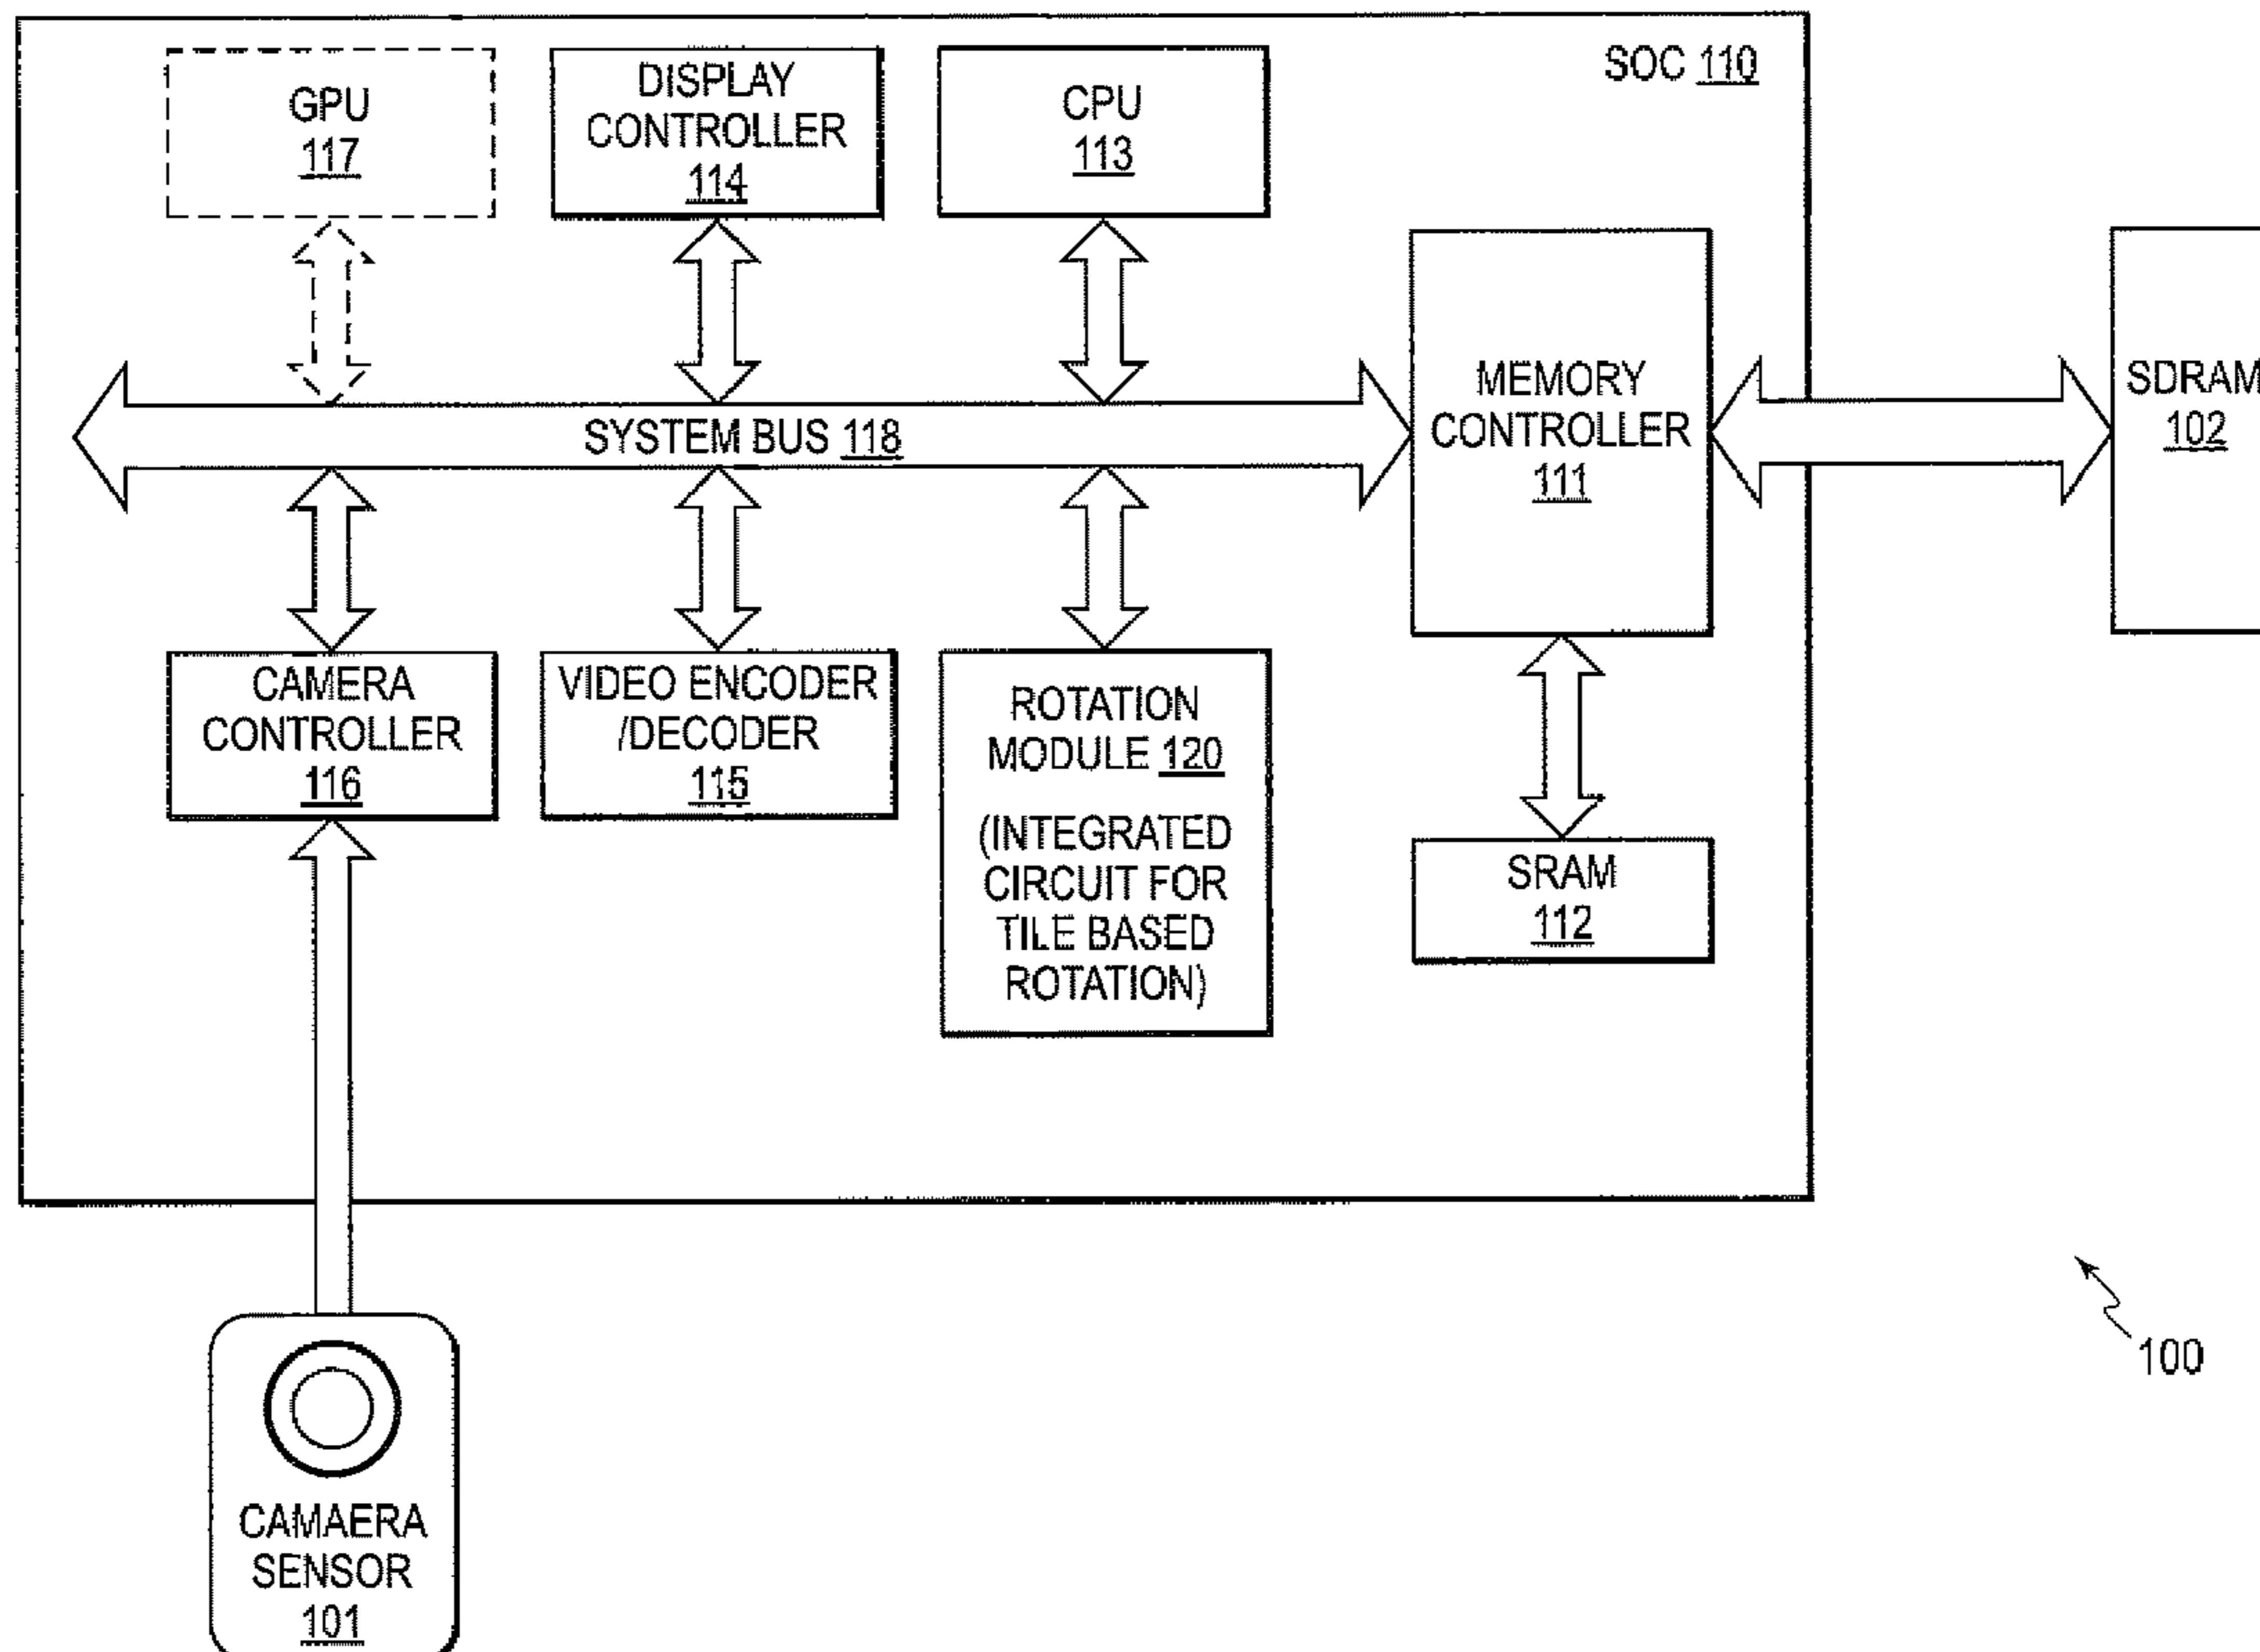 SOC 110
GPU
117
DISPLAY
CONTROLLER
114
CPU
113
MEMORY
CONTROLLER
111
SDRAM
102
SYSTEM BUS 118
CAMERA
CONTROLLER
116
VIDEO ENCODER
/DECODER
115
ROTATION
MODULE 120
(INTEGRATED
CIRCUIT FOR
TILE BASED
ROTATION)
SRAM
112
100
CAMAERA
SENSOR
101